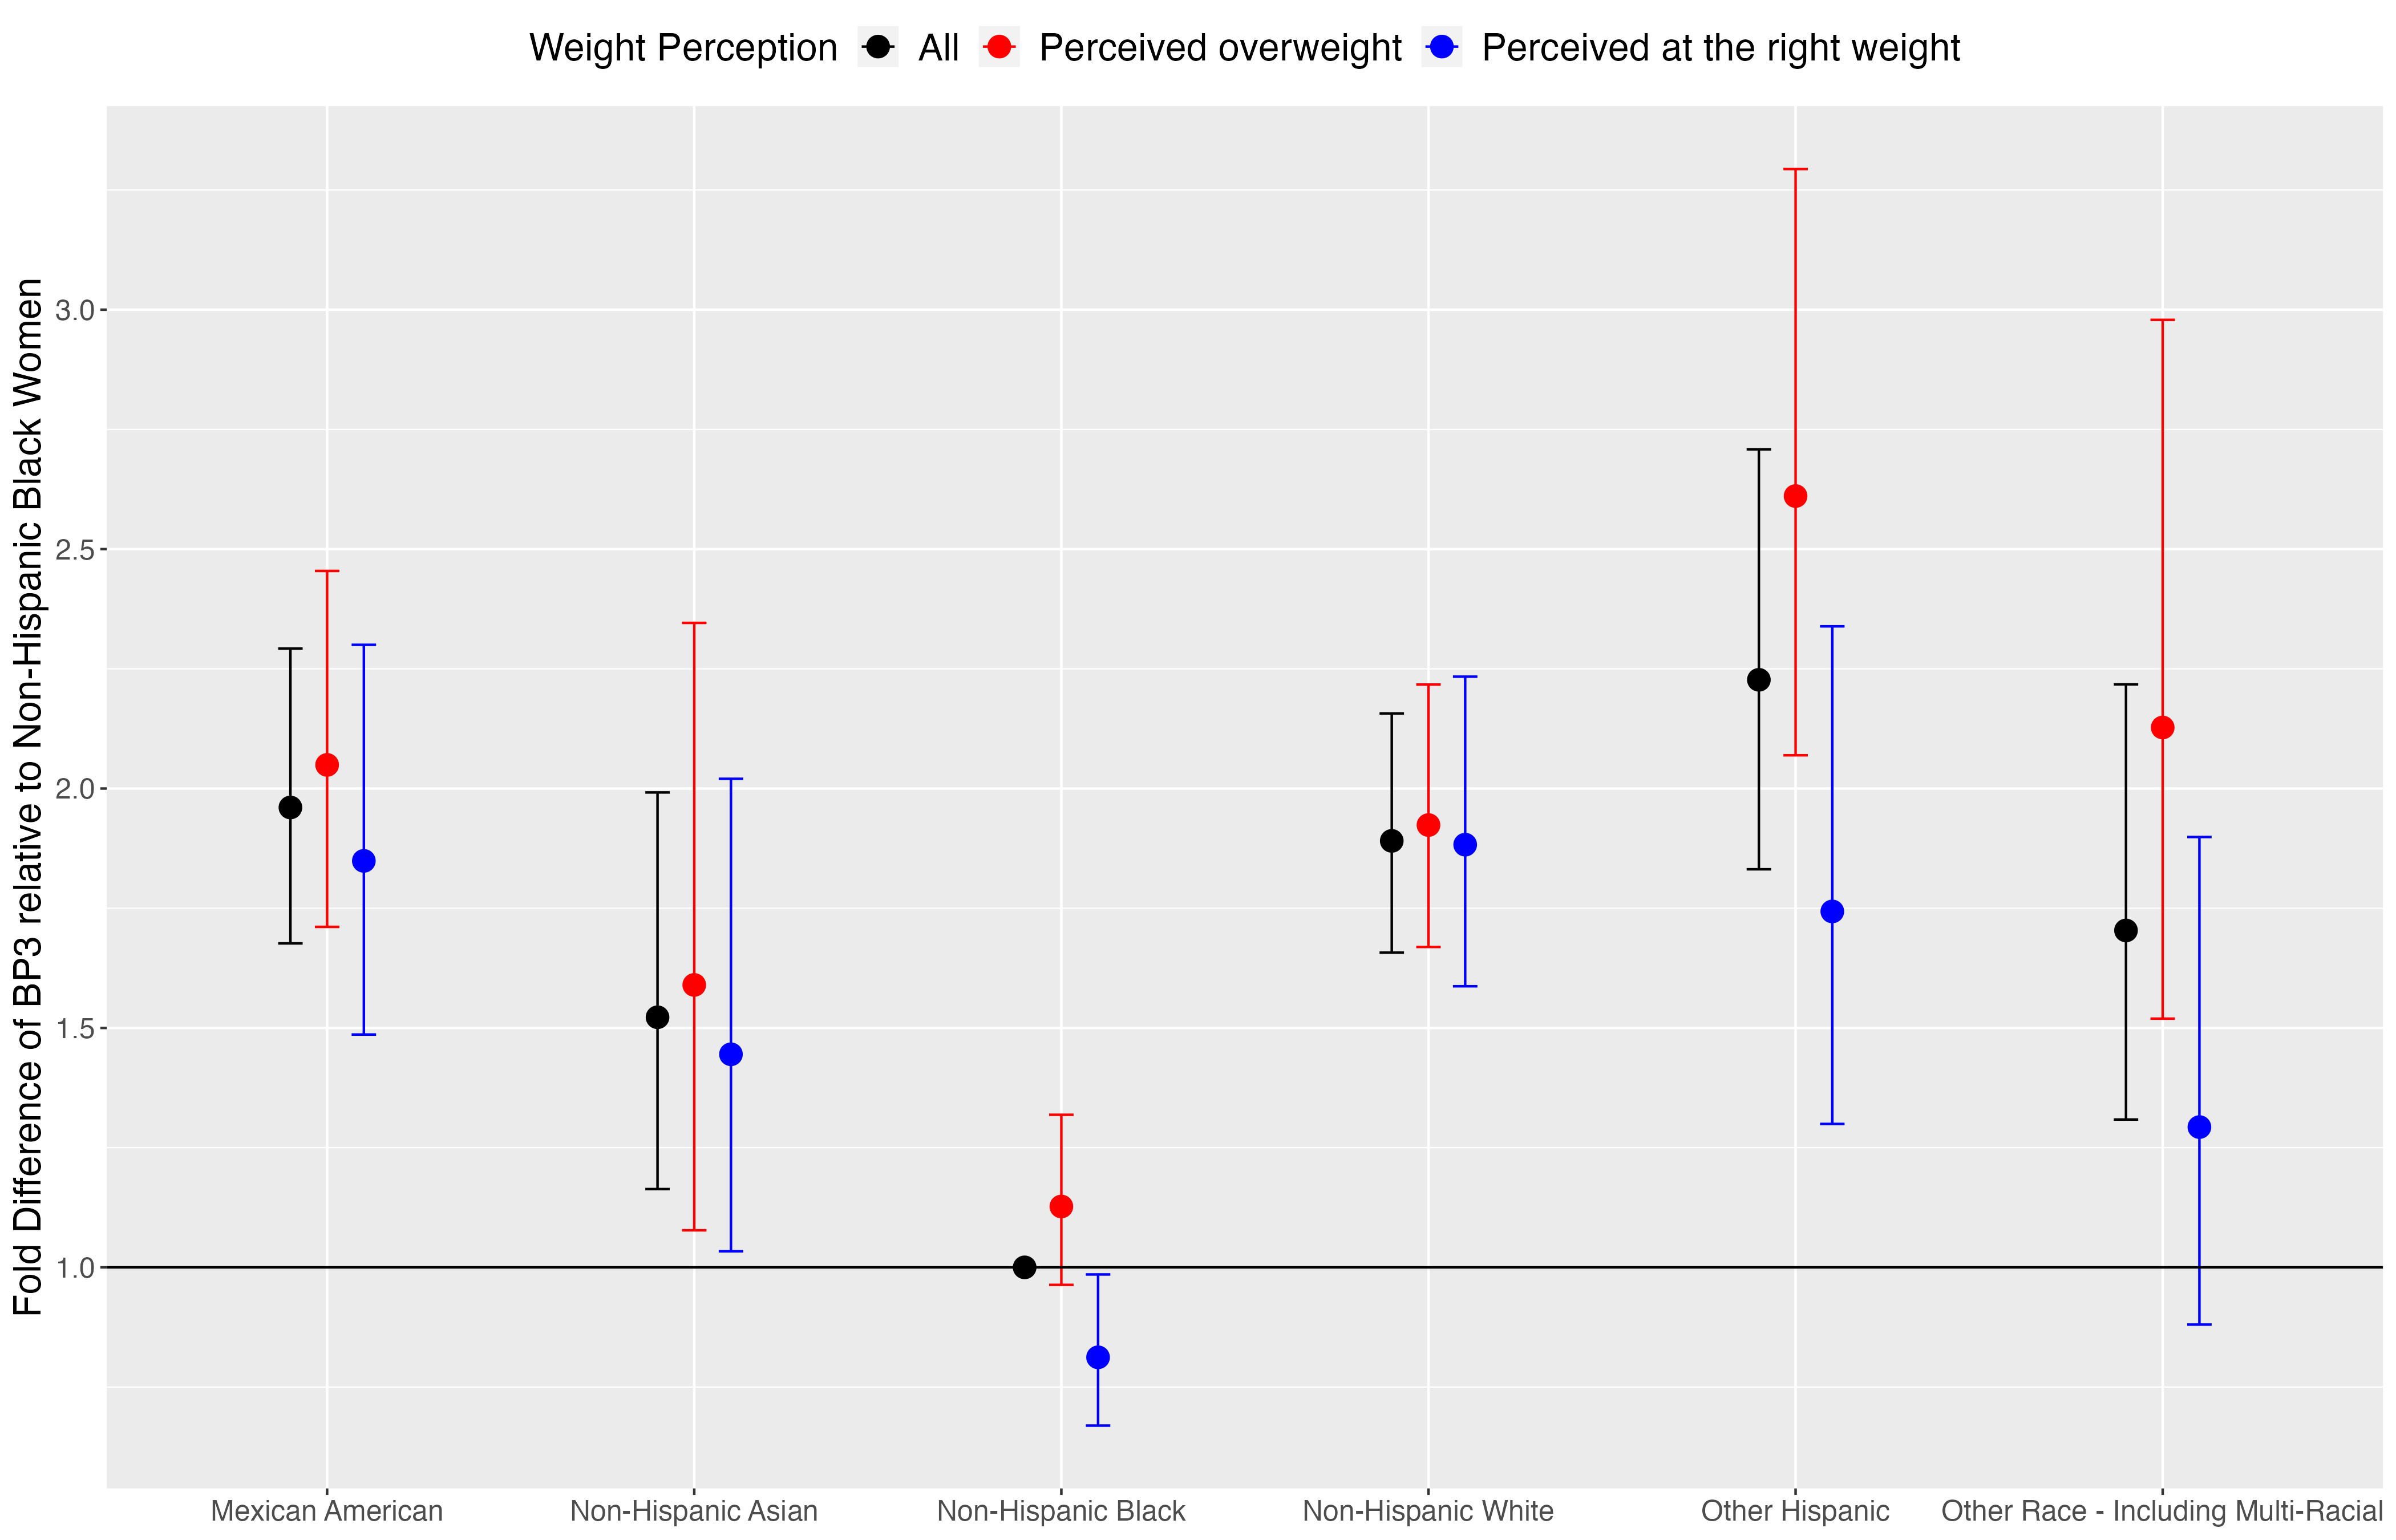 Weight Perception All Perceived overweight Perceived at the right weight
Fold Difference of BP3 relative to Non-Hispanic Black Women
3.0
2.5
2.0
1.5
1.0
Mexican American Non-Hispanic Asian Non-Hispanic Black Non-Hispanic White Other Hispanic Other Race - Including Multi-Racial